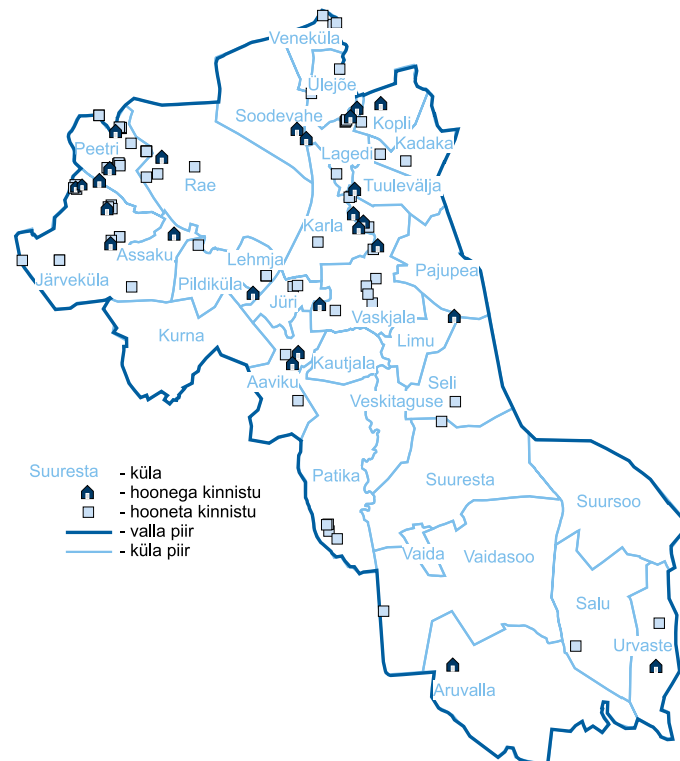 Veneküla
Ülejõe
Soodevahe
Kopli
Kadaka
Peetri
Lagedi
Rae
Tuulevälja
Karla
Assaku
Lehmja
Pajupea
Järveküla
Pildiküla
Jüri
Vaskjala
Kurna
Limu
Kautjala
Aaviku
Seli
Veskitaguse
Patika
Suuresta
Suursoo
Vaida
Vaidasoo
Salu
Urvaste
Aruvalla
Suuresta - küla
- hoonega kinnistu
- hooneta kinnistu
- valla piir
- küla piir